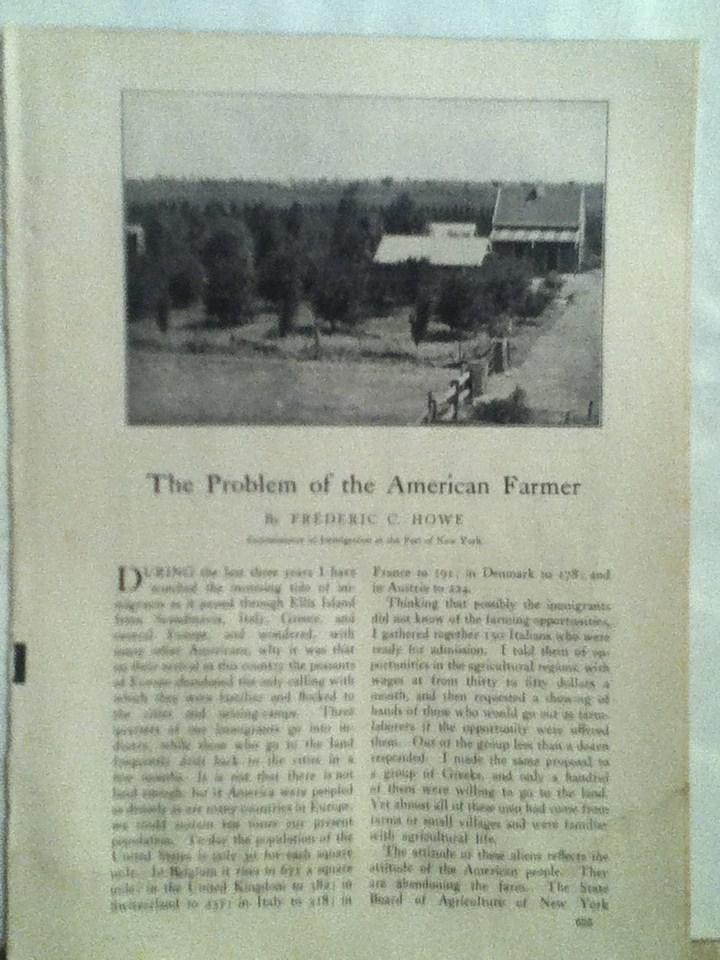 The Problem of the American Farmer
By FREDERIC C. HOWE
Commissioner of Immigration at the Port of New York
DURING the last three years I have
watched the incoming tide of im-
migration as it passed through Ellis Island
from Scandinavia, Italy, Greece, and
central Europe, and wondered, with
many other Americans, why it was that
on their arrival in this country the peasants
of Europe abandoned the only calling with
which they were familiar and flocked to
the cities and mining-camps. Three
of our immigrants go into in-
dustry, while those who go to the land
frequently drift back to the cities in a
few months. It is not that there is not
land enough, for if America were peopled
as densely as are many countries in Europe,
we could sustain ten times our present
population. To-day the population of the
United States is only for each square
mile. In Belgium it rises to a square
mile; in the United Kingdom to in
Switzerland to in Italy to in
France to 191; in Denmark to 178; and
in Austria to 224.
Thinking that possibly the immigrants
did not know of the farming opportunities,
I gathered together 150 Italians who were
ready for admission. I told them of op-
portunities in the agricultural regions, with
wages at from thirty to fifty dollars a
month, and then requested a showing of
hands of those who would go out as farm-
laborers if the opportunity were offered
them. Out of the group less than a dozen
responded. I made the same proposal to
a group of Greeks, and only a handful
of them were willing to go to the land.
Yet almost all of these men had come from
farms or small villages and were familiar
with agricultural life.
The attitude of these aliens reflects the
attitude of the American people. They
are abandoning the farm. The State
Board of Agriculture of New York